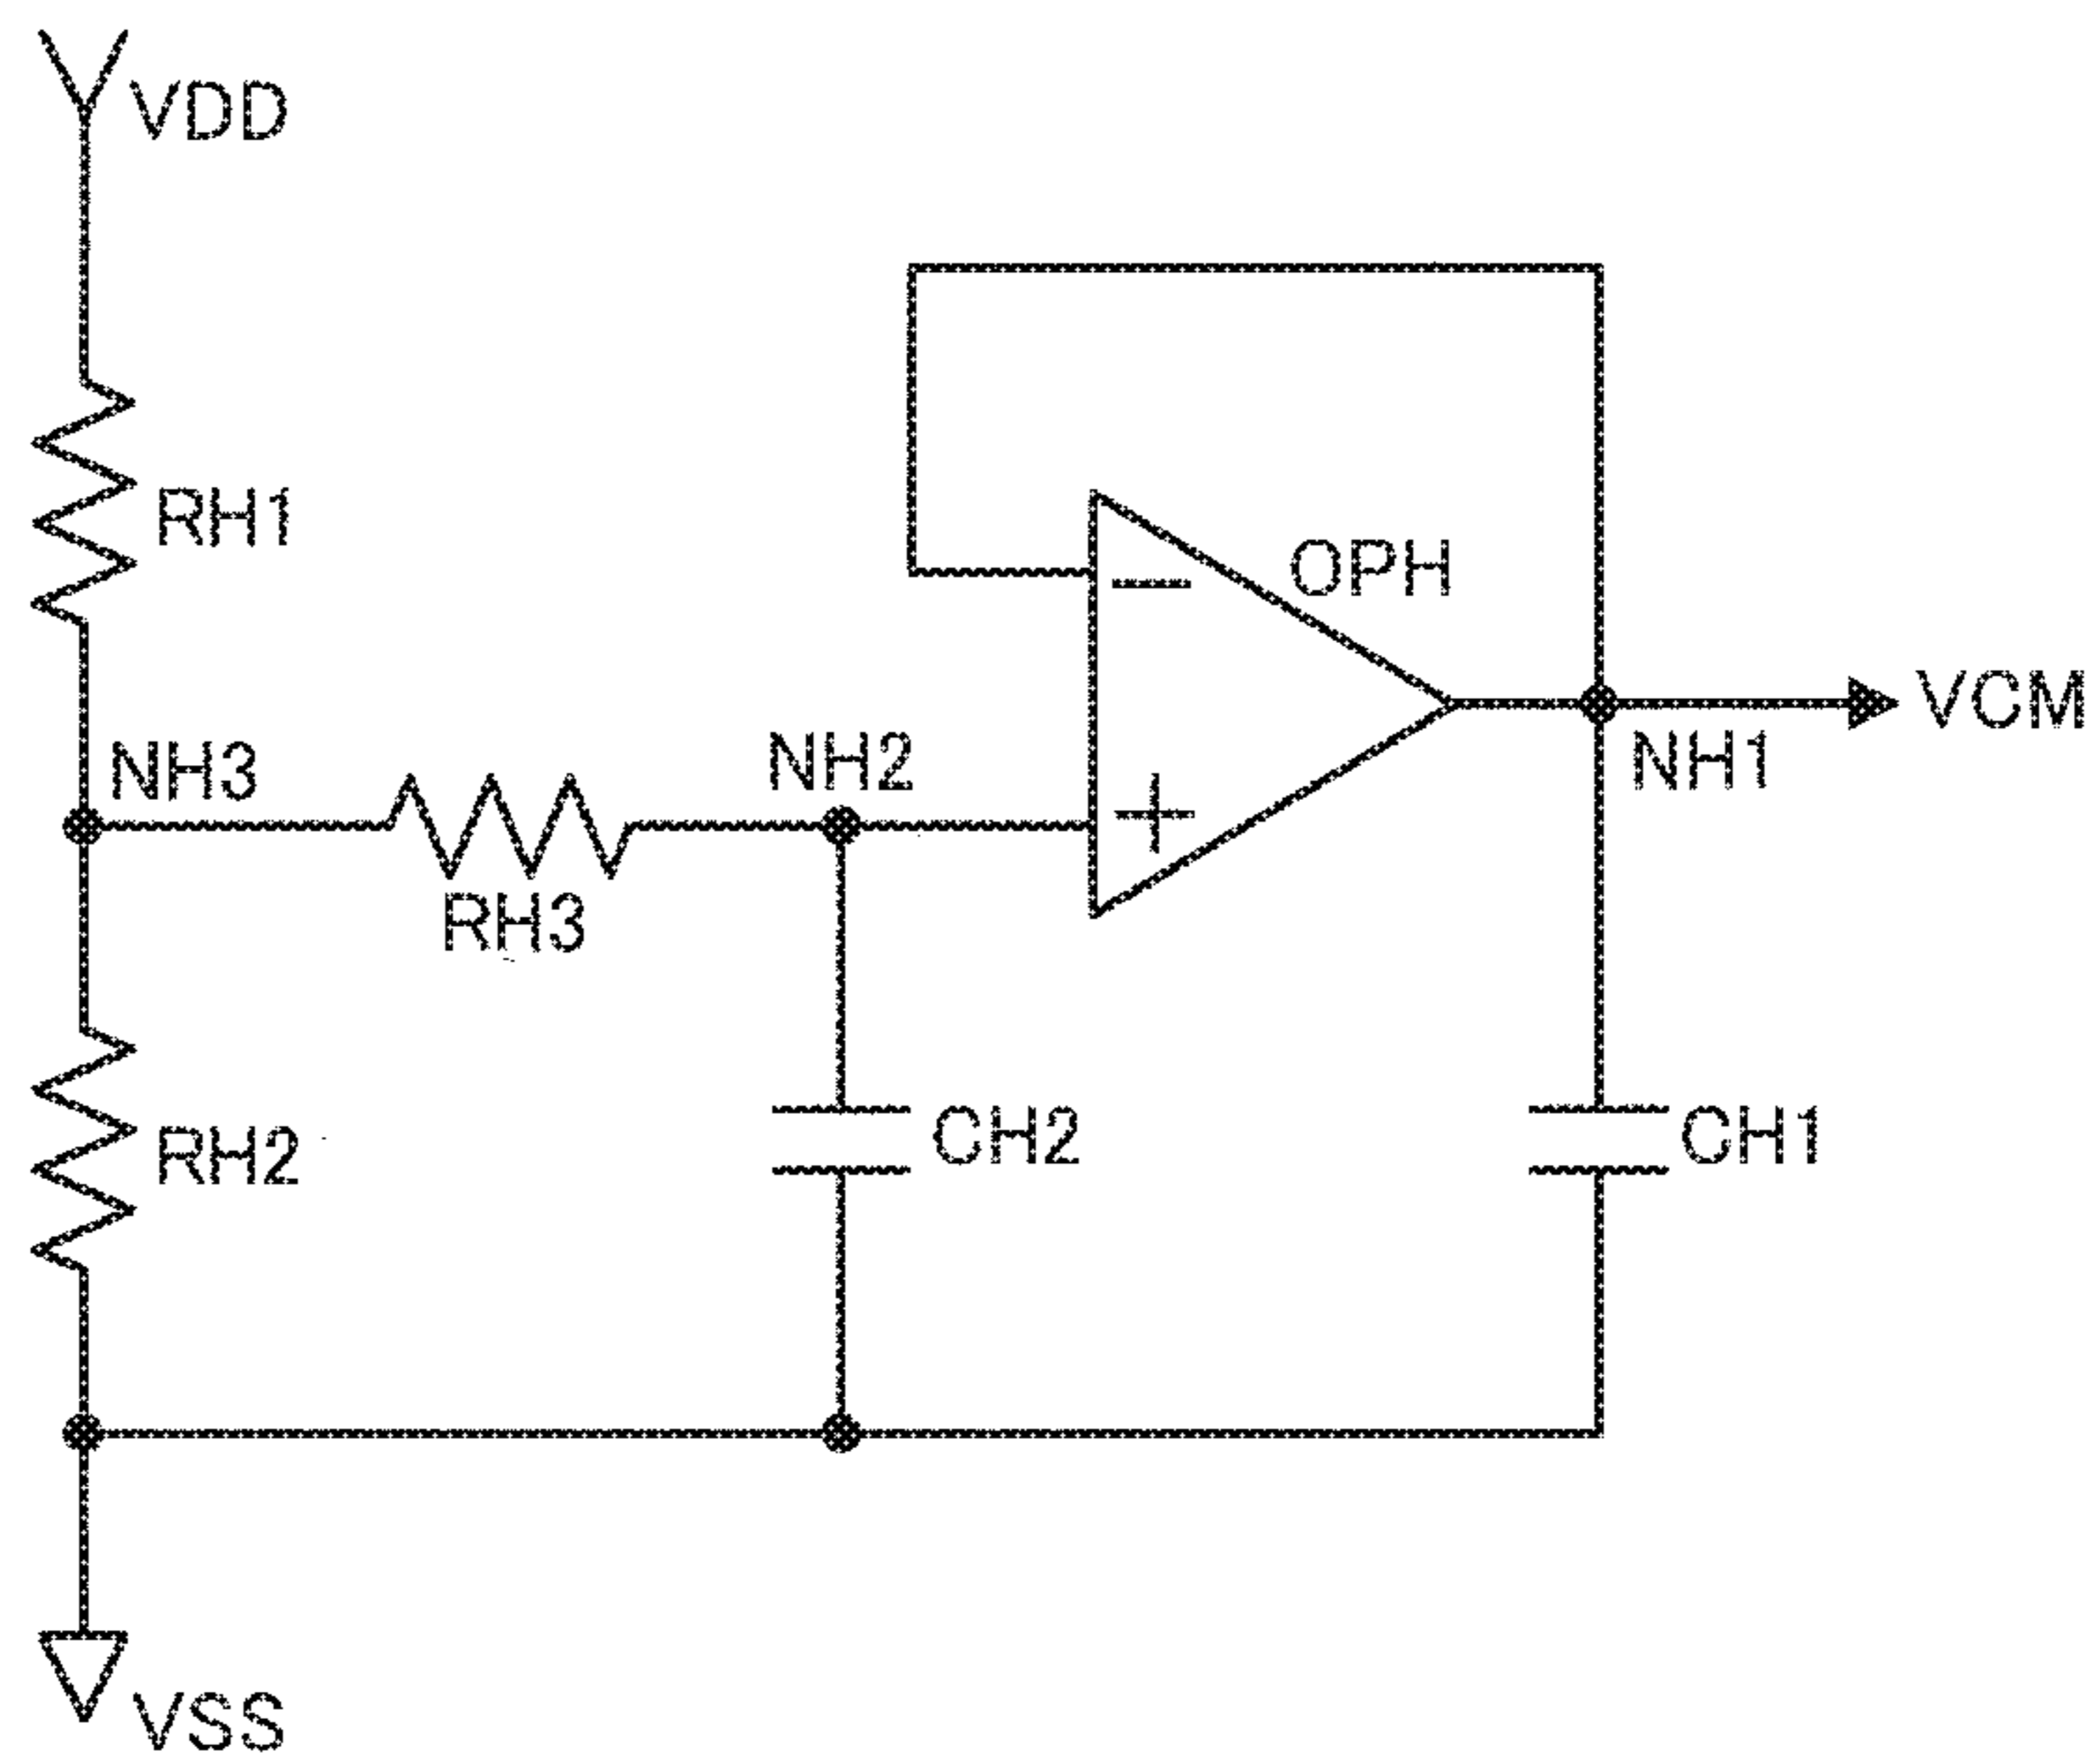 VDD
RH1
OPH
−
VCM
NH3
NH2
NH1
+
RH3
CH2
CH1
RH2
VSS